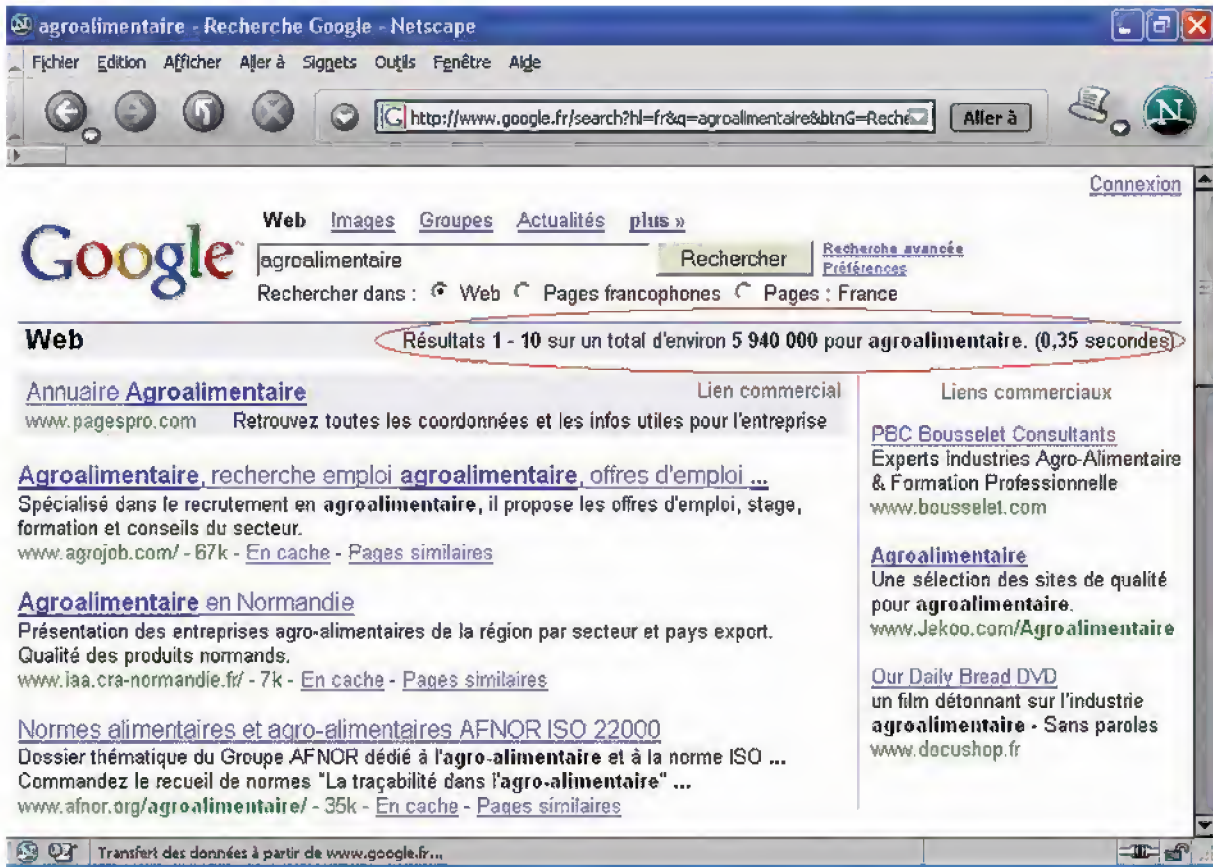 agroalimentaire - Recherche Google - Netscape
Fichier Edition Afficher Aller à Signets Outils Fenêtre Aide
http://www.google.fr/search?hl=fr&q=agroalimentaire&btnG=Reche Aller à N
Connexion
Web Images Groupes Actualités plus »
Google agroalimentaire Rechercher Recherche avancée
Préférences
Rechercher dans : Web Pages francophones Pages : France
Web Résultats 1 - 10 sur un total d'environ 5 940 000 pour agroalimentaire. (0,35 secondes)
Annuaire Agroalimentaire Lien commercial
www.pagespro.com Retrouvez toutes les coordonnées et les infos utiles pour l'entreprise
Agroalimentaire, recherche emploi agroalimentaire, offres d'emploi ...
Spécialisé dans le recrutement en agroalimentaire, il propose les offres d'emploi, stage,
formation et conseils du secteur.
www.agrojob.com/ - 67k - En cache - Pages similaires
Agroalimentaire en Normandie
Présentation des entreprises agro-alimentaires de la région par secteur et pays export.
Qualité des produits normands.
www.iaa.cra-normandie.fr/ - 7k - En cache - Pages similaires
Normes alimentaires et agro-alimentaires AFNOR ISO 22000
Dossier thématique du Groupe AFNOR dédié à l'agro-alimentaire et à la norme ISO ...
Commandez le recueil de normes "La traçabilité dans l'agro-alimentaire" ...
www.afnor.org/agroalimentaire/ - 35k - En cache - Pages similaires
Liens commerciaux
PBC Bousselet Consultants
Experts industries Agro-Alimentaire
& Formation Professionnelle
www.bousselet.com
Agroalimentaire
Une sélection des sites de qualité
pour agroalimentaire.
www.Jekoo.com/Agroalimentaire
Our Daily Bread DVD
un film détonnant sur l'industrie
agroalimentaire - Sans paroles
www.docushop.fr
Transfert des données à partir de www.google.fr...